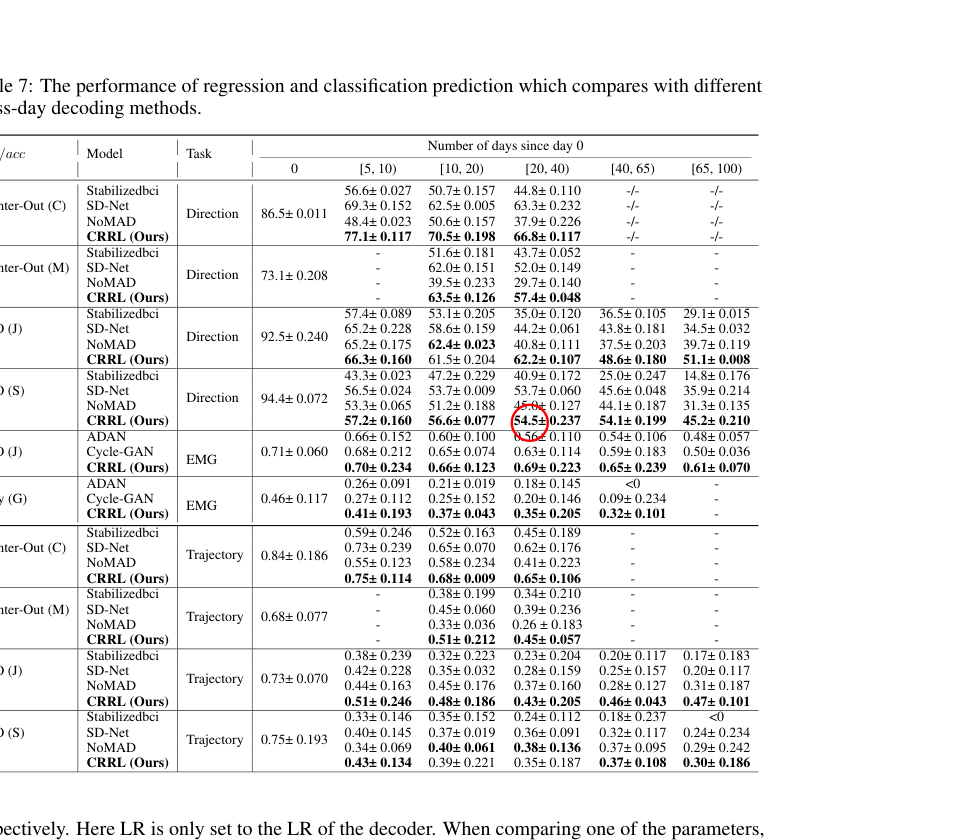 le 7: The performance of regression and classification prediction which compares with different
ss-day decoding methods.
/acc Model Task Number of days since day 0
0 [5, 10) [10, 20) [20, 40) [40, 65) [65, 100)
Stabilizedbci 56.6± 0.027 50.7± 0.157 44.8± 0.110 -/- -/-
nter-Out (C) SD-Net Direction 86.5± 0.011 69.3± 0.152 62.5± 0.005 63.3± 0.232 -/- -/-
NoMAD 48.4± 0.023 50.6± 0.157 37.9± 0.226 -/- -/-
CRRL (Ours) 77.1± 0.117 70.5± 0.198 66.8± 0.117 -/- -/-
Stabilizedbci - 51.6± 0.181 43.7± 0.052 - -
nter-Out (M) SD-Net Direction 73.1± 0.208 - 62.0± 0.151 52.0± 0.149 - -
NoMAD - 39.5± 0.233 29.7± 0.140 - -
CRRL (Ours) - 63.5± 0.126 57.4± 0.048 - -
Stabilizedbci 57.4± 0.089 53.1± 0.205 35.0± 0.120 36.5± 0.105 29.1± 0.015
O (J) SD-Net Direction 92.5± 0.240 65.2± 0.228 58.6± 0.159 44.2± 0.061 43.8± 0.181 34.5± 0.032
NoMAD 65.2± 0.175 62.4± 0.023 40.8± 0.111 37.5± 0.203 39.7± 0.119
CRRL (Ours) 66.3± 0.160 61.5± 0.204 62.2± 0.107 48.6± 0.180 51.1± 0.008
Stabilizedbci 43.3± 0.023 47.2± 0.229 40.9± 0.172 25.0± 0.247 14.8± 0.176
O (S) SD-Net Direction 94.4± 0.072 56.5± 0.024 53.7± 0.009 53.7± 0.060 45.6± 0.048 35.9± 0.214
NoMAD 53.3± 0.065 51.2± 0.188 45.0± 0.127 44.1± 0.187 31.3± 0.135
CRRL (Ours) 57.2± 0.160 56.6± 0.077 54.5± 0.237 54.1± 0.199 45.2± 0.210
ADAN 0.66± 0.152 0.60± 0.100 0.56± 0.110 0.54± 0.106 0.48± 0.057
O (J) Cycle-GAN EMG 0.71± 0.060 0.68± 0.212 0.65± 0.074 0.63± 0.114 0.59± 0.183 0.50± 0.036
CRRL (Ours) 0.70± 0.234 0.66± 0.123 0.69± 0.223 0.65± 0.239 0.61± 0.070
ADAN 0.26± 0.091 0.21± 0.019 0.18± 0.145 <0 -
y (G) Cycle-GAN EMG 0.46± 0.117 0.27± 0.112 0.25± 0.152 0.20± 0.146 0.09± 0.234 -
CRRL (Ours) 0.41± 0.193 0.37± 0.043 0.35± 0.205 0.32± 0.101 -
Stabilizedbci 0.59± 0.246 0.52± 0.163 0.45± 0.189 - -
nter-Out (C) SD-Net Trajectory 0.84± 0.186 0.73± 0.239 0.65± 0.070 0.62± 0.176 - -
NoMAD 0.55± 0.123 0.58± 0.234 0.41± 0.223 - -
CRRL (Ours) 0.75± 0.114 0.68± 0.009 0.65± 0.106 - -
Stabilizedbci - 0.38± 0.199 0.34± 0.210 - -
nter-Out (M) SD-Net Trajectory 0.68± 0.077 - 0.45± 0.060 0.39± 0.236 - -
NoMAD - 0.33± 0.036 0.26 ± 0.183 - -
CRRL (Ours) - 0.51± 0.212 0.45± 0.057 - -
Stabilizedbci 0.38± 0.239 0.32± 0.223 0.23± 0.204 0.20± 0.117 0.17± 0.183
O (J) SD-Net Trajectory 0.73± 0.070 0.42± 0.228 0.35± 0.032 0.28± 0.159 0.25± 0.157 0.20± 0.117
NoMAD 0.44± 0.163 0.45± 0.176 0.37± 0.160 0.28± 0.127 0.31± 0.187
CRRL (Ours) 0.51± 0.246 0.48± 0.186 0.43± 0.205 0.46± 0.043 0.47± 0.101
Stabilizedbci 0.33± 0.146 0.35± 0.152 0.24± 0.112 0.18± 0.237 <0
O (S) SD-Net Trajectory 0.75± 0.193 0.40± 0.145 0.37± 0.019 0.36± 0.091 0.32± 0.117 0.24± 0.234
NoMAD 0.34± 0.069 0.40± 0.061 0.38± 0.136 0.37± 0.095 0.29± 0.242
CRRL (Ours) 0.43± 0.134 0.39± 0.221 0.35± 0.187 0.37± 0.108 0.30± 0.186
pectively. Here LR is only set to the LR of the decoder. When comparing one of the parameters,